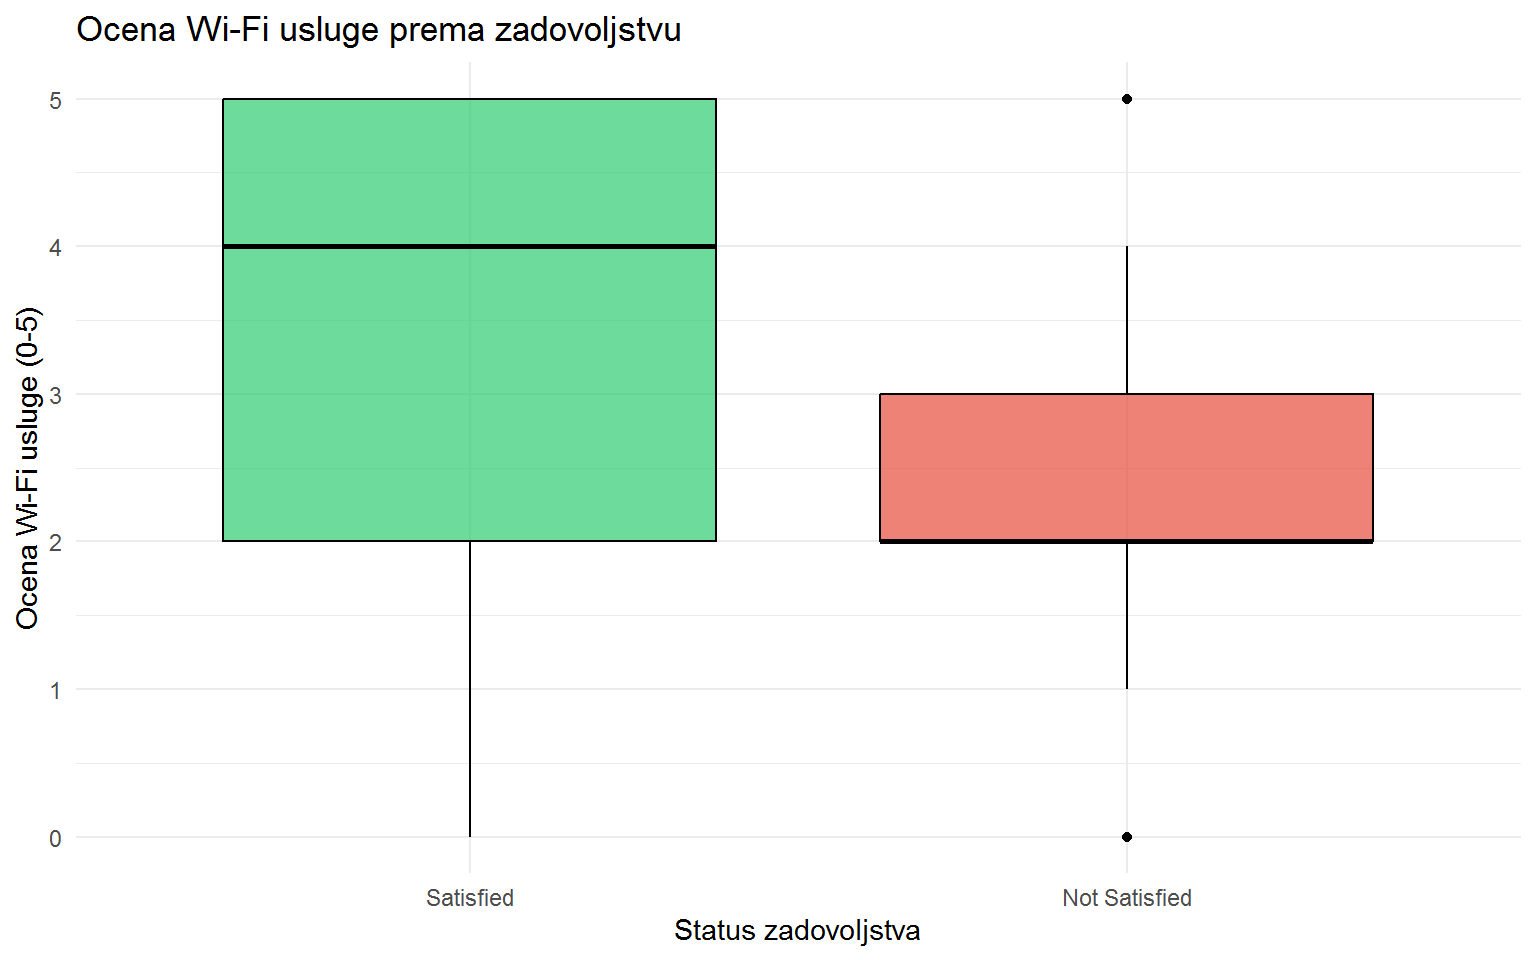 Ocena Wi-Fi usluge prema zadovoljstvu
Ocena Wi-Fi usluge (0-5)
5
4
3
2
1
0
Satisfied
Not Satisfied
Status zadovoljstva